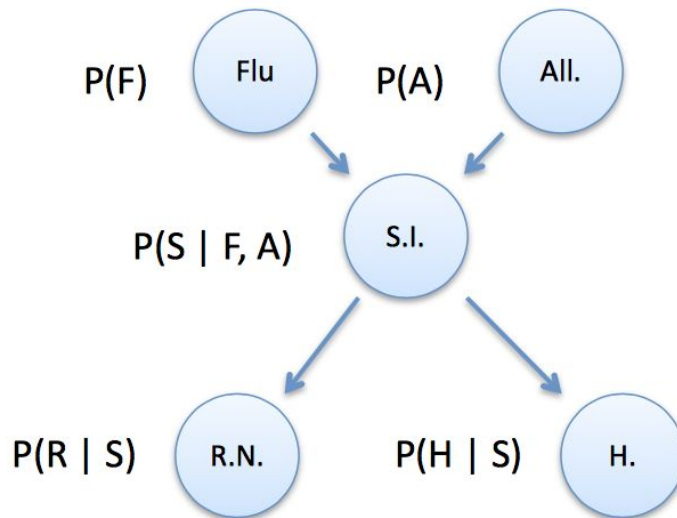 P(F)
Flu
P(A)
All.
P(S | F, A)
S.I.
P(R | S)
R.N.
P(H | S)
H.